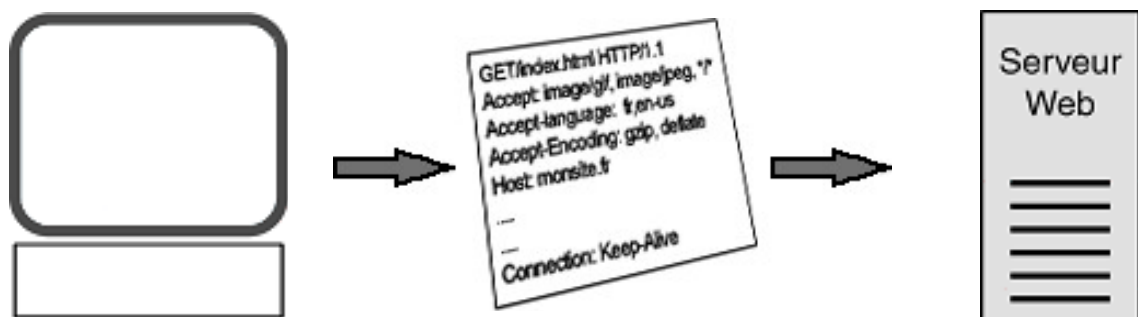 GET/index.html HTTP/1.1
Accept: image/gif, image/jpeg, */*
Accept-language: fr,en-us
Accept-Encoding: gzip, deflate
Host: monsite.fr
....
....
Connection: Keep-Alive
Serveur
Web